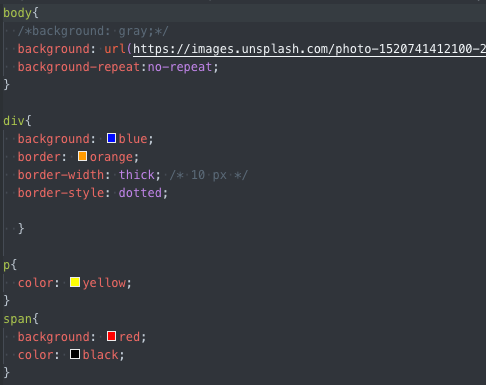 body{
/*background: gray;*/
background: url(https://images.unsplash.com/photo-1520741412100-2
background-repeat:no-repeat;
}
div{
background: blue;
border: orange;
border-width: thick; /* 10 px */
border-style: dotted;
}
p{
color: yellow;
}
span{
background: red;
color: black;
}